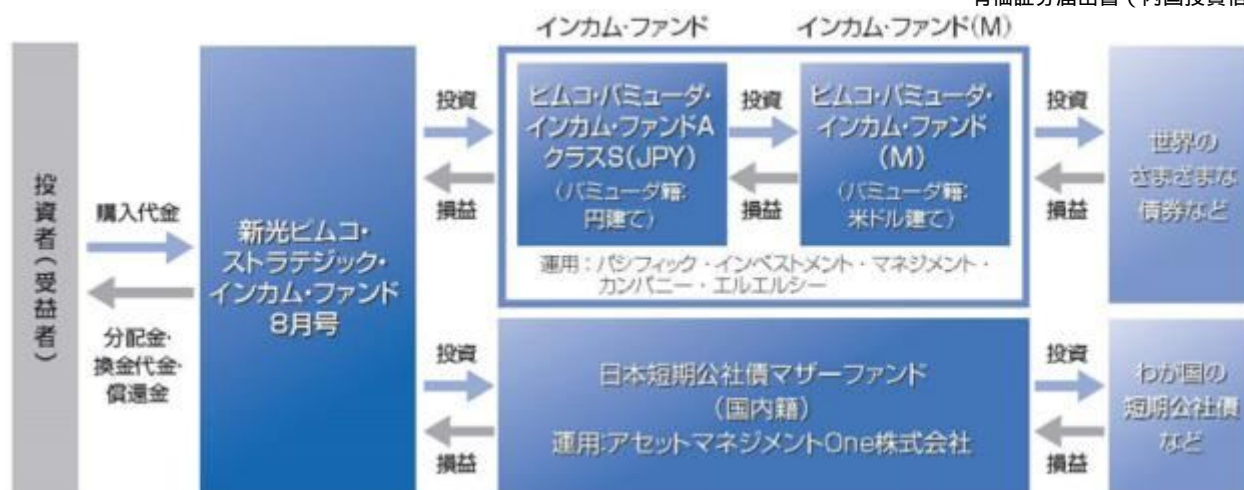 インカム・ファンド
インカム・ファンド(M)
投資者(受益者)
購入代金
分配金・
換金代金・
償還金
新光ピムコ・
ストラテジック・
インカム・ファンド
8月号
投資
損益
ピムコ・バミューダ・
インカム・ファンドA
クラスS(JPY)
(バミューダ籍:
円建て)
投資
損益
ピムコ・バミューダ・
インカム・ファンド
(M)
(バミューダ籍:
米ドル建て)
運用：パシフィック・インベストメント・マネジメント・
カンパニー・エルエルシー
投資
損益
世界の
さまざまな
債券など
投資
損益
日本短期公社債マザーファンド
(国内籍)
運用:アセットマネジメントOne株式会社
投資
損益
わが国の
短期公社債
など